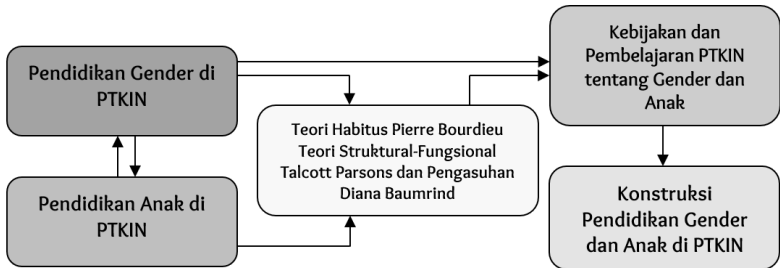 Pendidikan Gender di
PTKIN
Pendidikan Anak di
PTKIN
Teori Habitus Pierre Bourdieu
Teori Struktural-Fungsional
Talcott Parsons dan Pengasuhan
Diana Baumrind
Kebijakan dan
Pembelajaran PTKIN
tentang Gender dan
Anak
Konstruksi
Pendidikan Gender
dan Anak di PTKIN